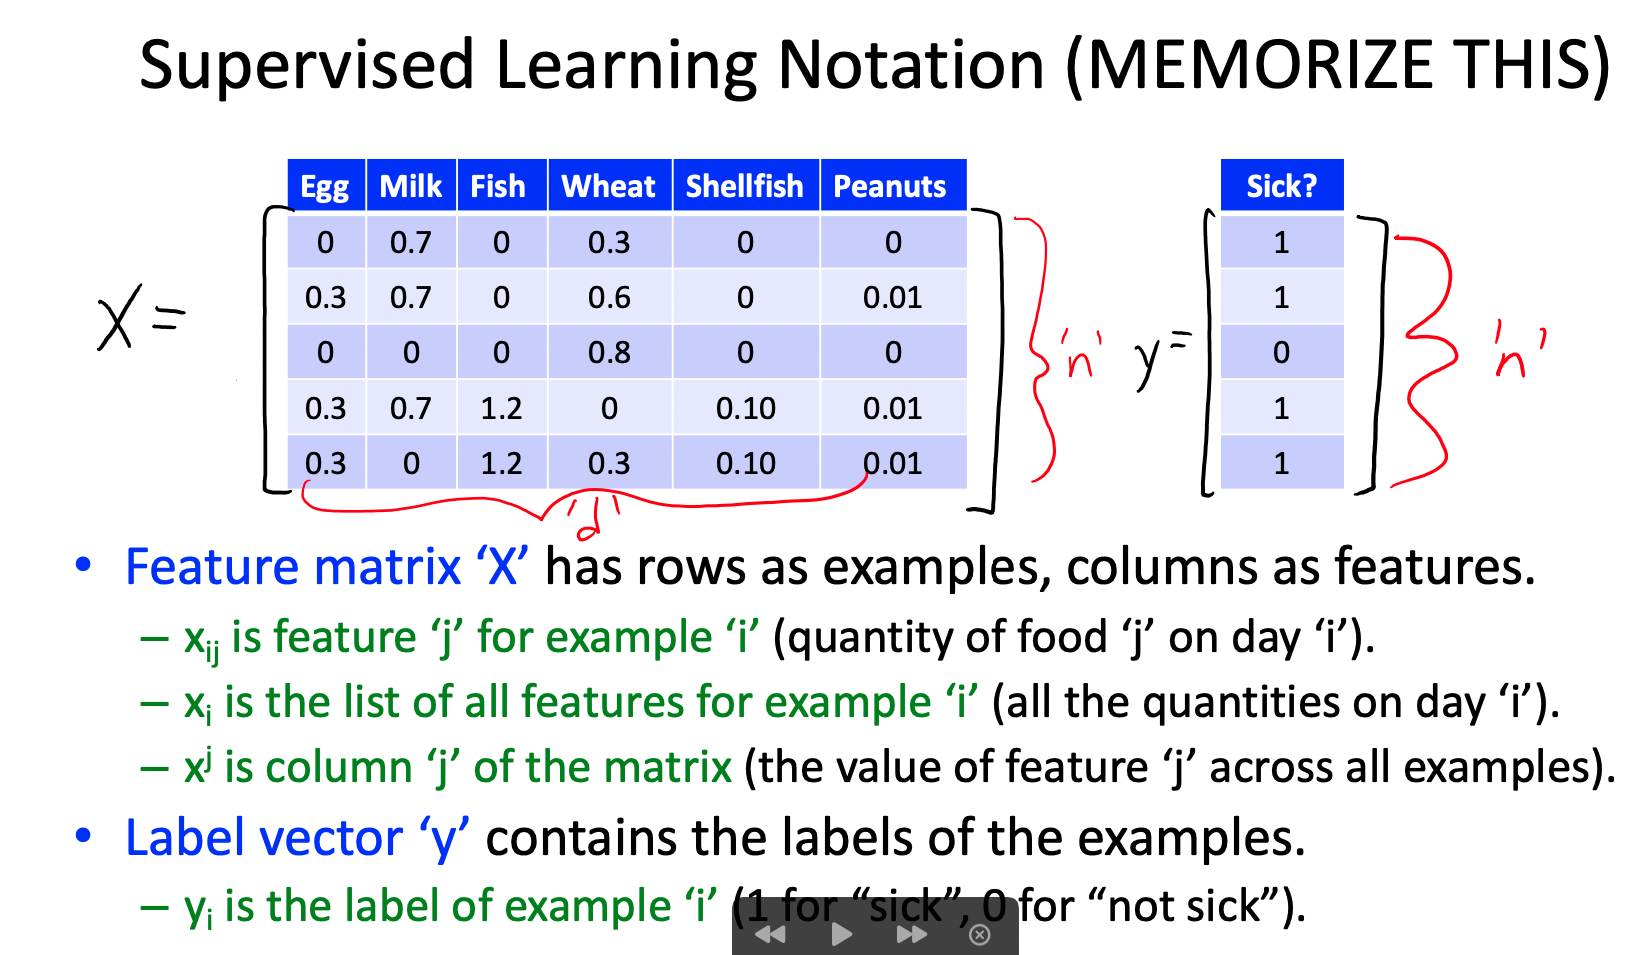 Supervised Learning Notation (MEMORIZE THIS)
Egg Milk Fish Wheat Shellfish Peanuts Sick?
0 0.7 0 0.3 0 0 1
0.3 0.7 0 0.6 0 0.01 1
X = 0 0 0 0.8 0 0 'n' y = 0 'n'
0.3 0.7 1.2 0 0.10 0.01 1
0.3 0 1.2 0.3 0.10 0.01 1
'd'
• Feature matrix ‘X’ has rows as examples, columns as features.
– xij is feature ‘j’ for example ‘i’ (quantity of food ‘j’ on day ‘i’).
– xi is the list of all features for example ‘i’ (all the quantities on day ‘i’).
– xj is column ‘j’ of the matrix (the value of feature ‘j’ across all examples).
• Label vector ‘y’ contains the labels of the examples.
– yi is the label of example ‘i’ (1 for “sick”, 0 for “not sick”).